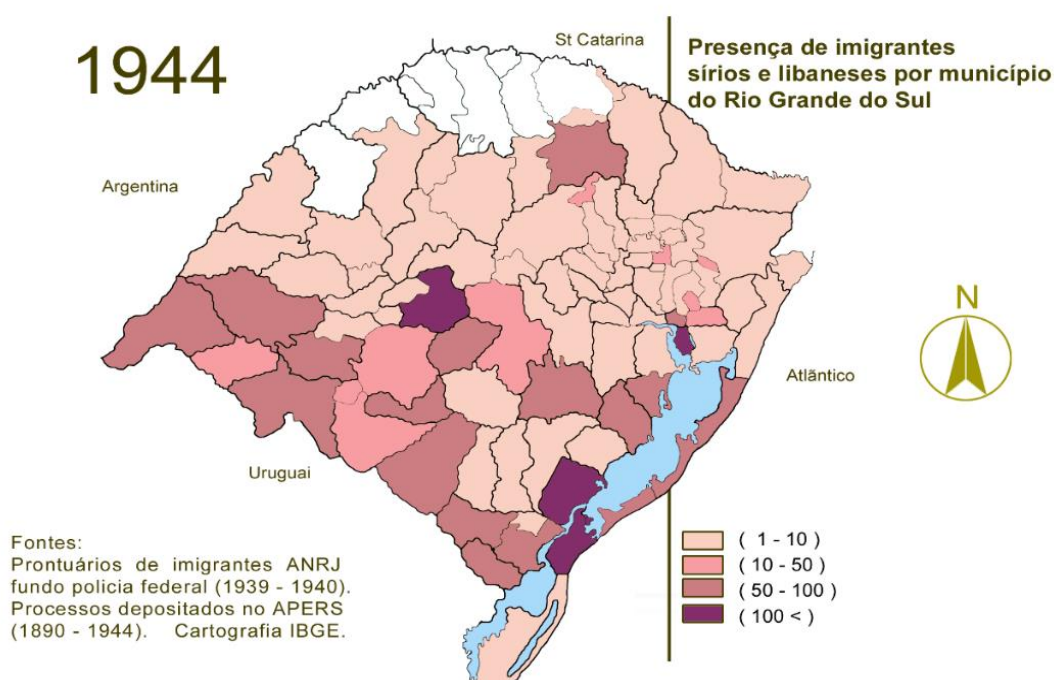 1944
St Catarina
Presença de imigrantes
sírios e libaneses por município
do Rio Grande do Sul
Argentina
N
Atlãntico
Uruguai
Fontes:
Prontuários de imigrantes ANRJ
fundo policia federal (1939 - 1940).
Processos depositados no APERS
(1890 - 1944). Cartografia IBGE.
( 1 - 10 )
( 10 - 50 )
( 50 - 100 )
( 100 < )